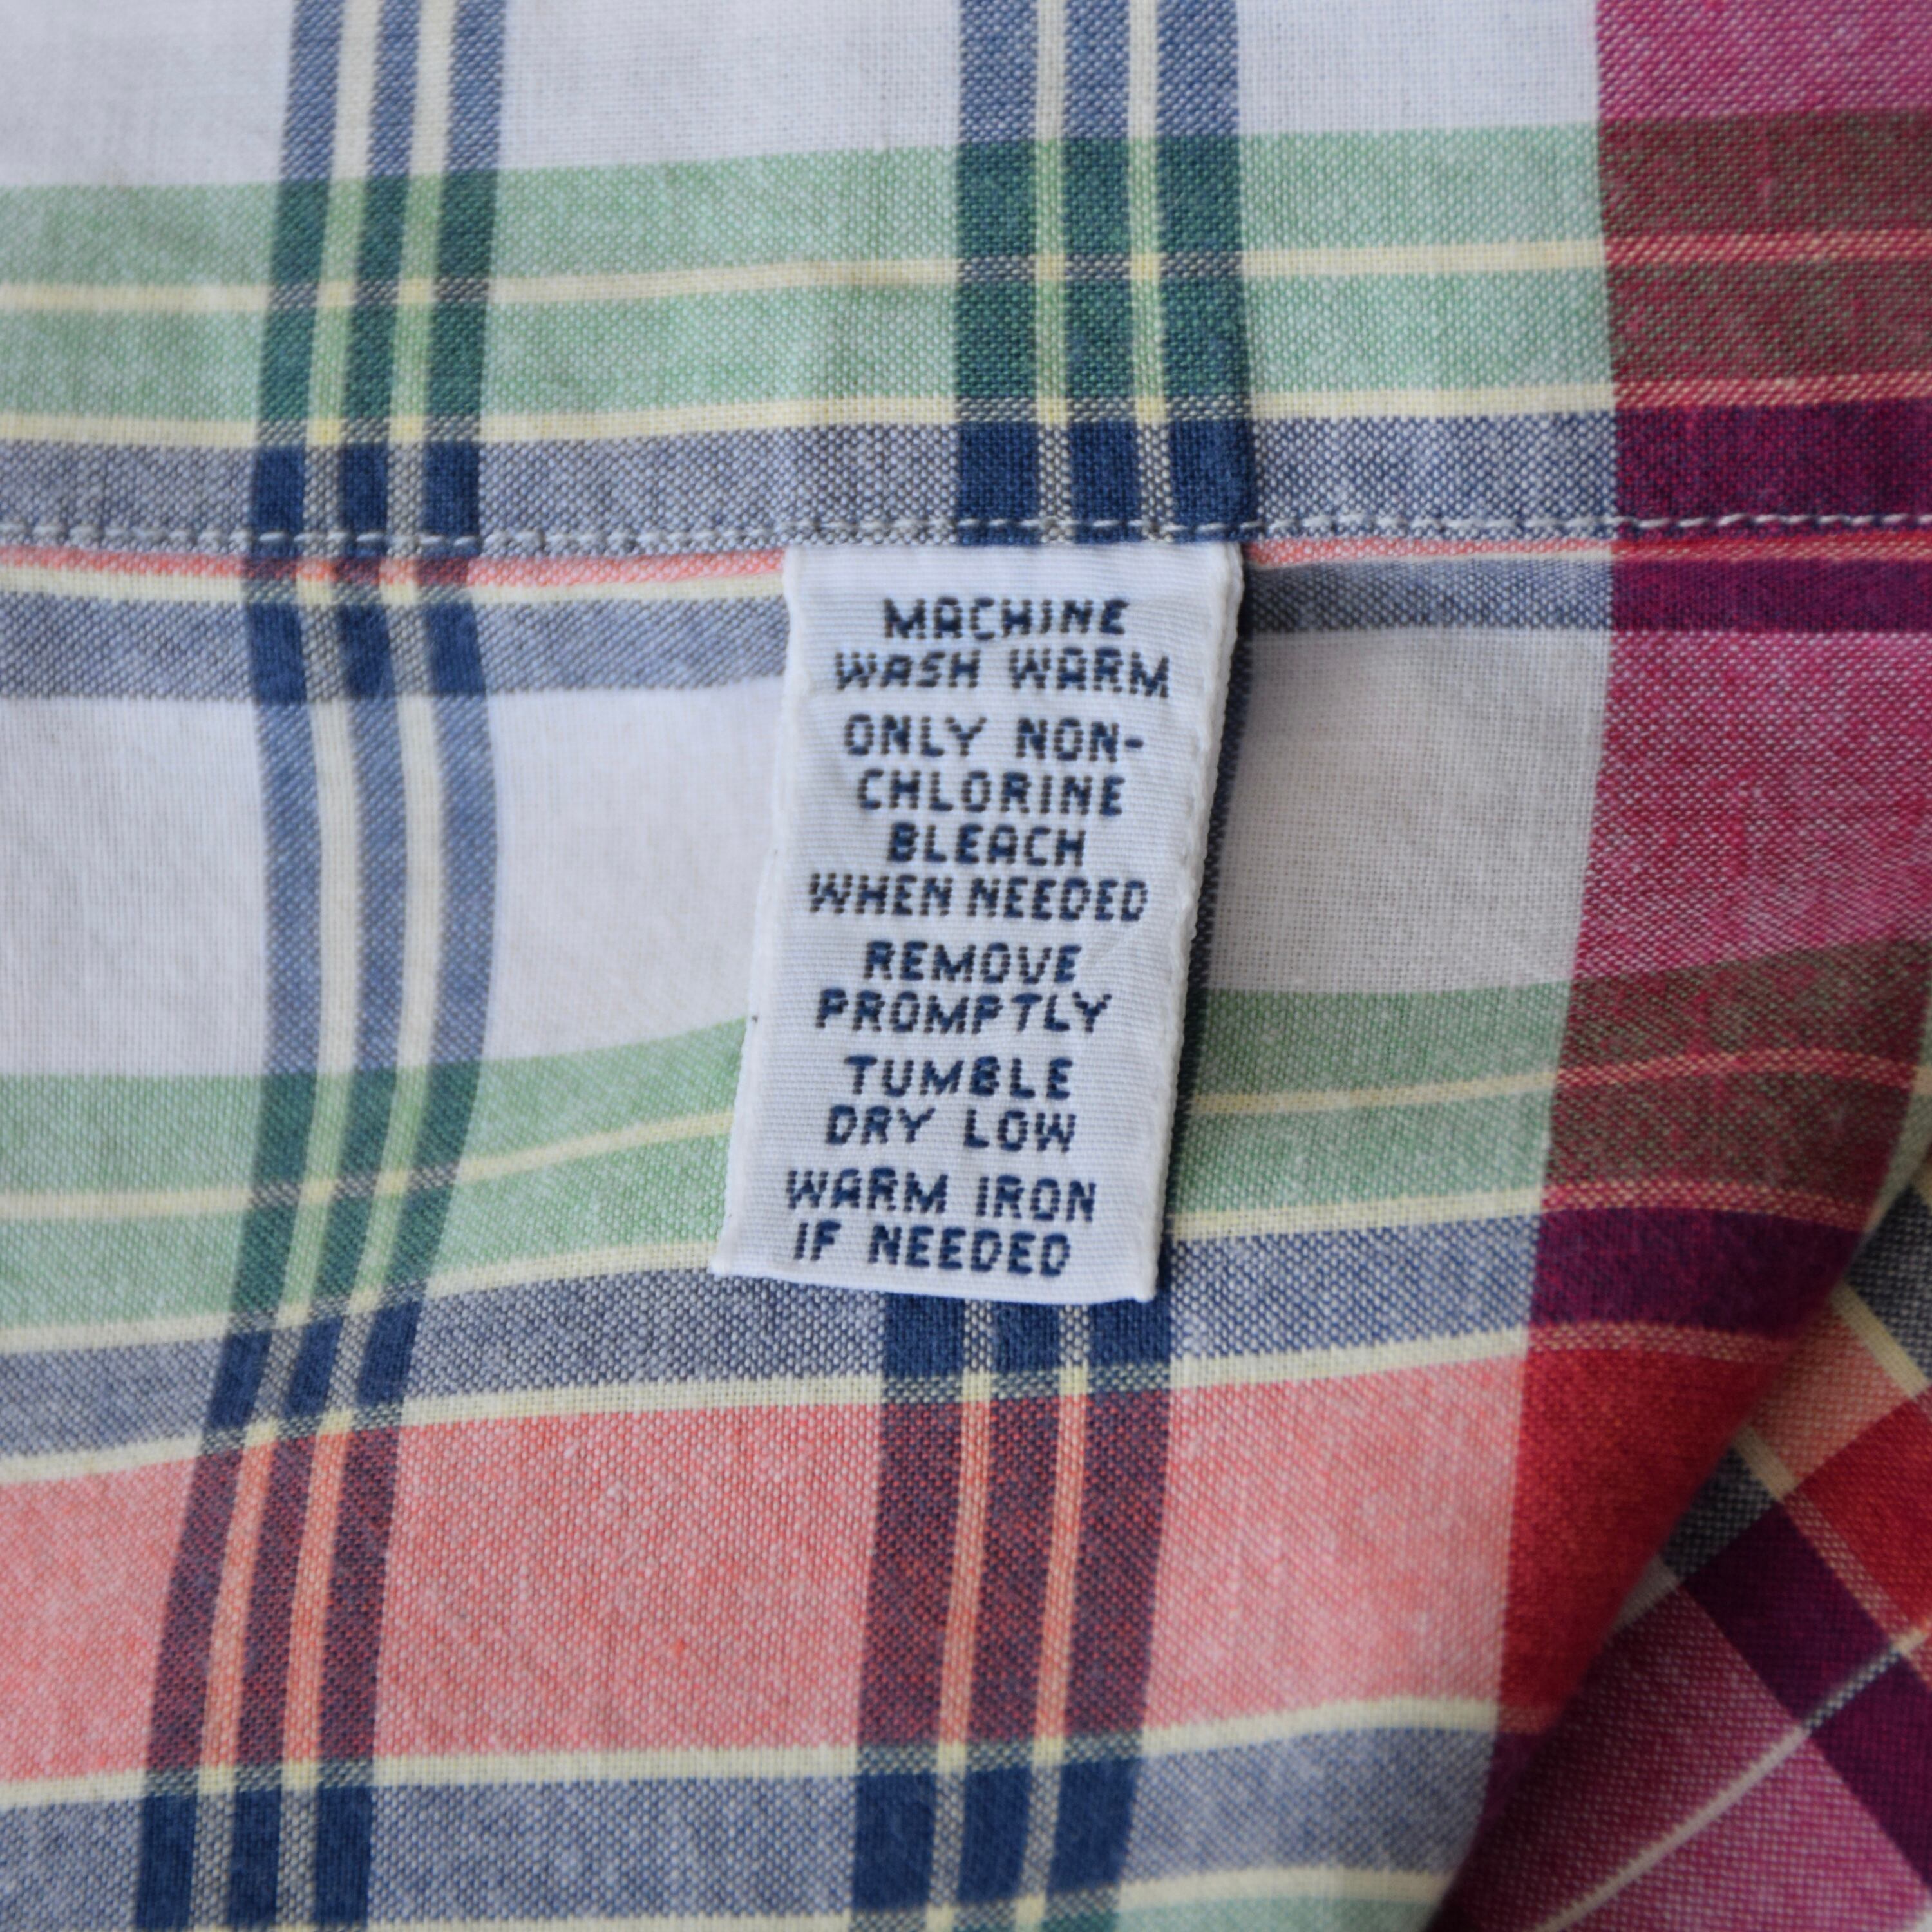 MACHINE
WASH WARM
ONLY NON-
CHLORINE
BLEACH
WHEN NEEDED
REMOVE
PROMPTLY
TUMBLE
DRY LOW
WARM IRON
IF NEEDED